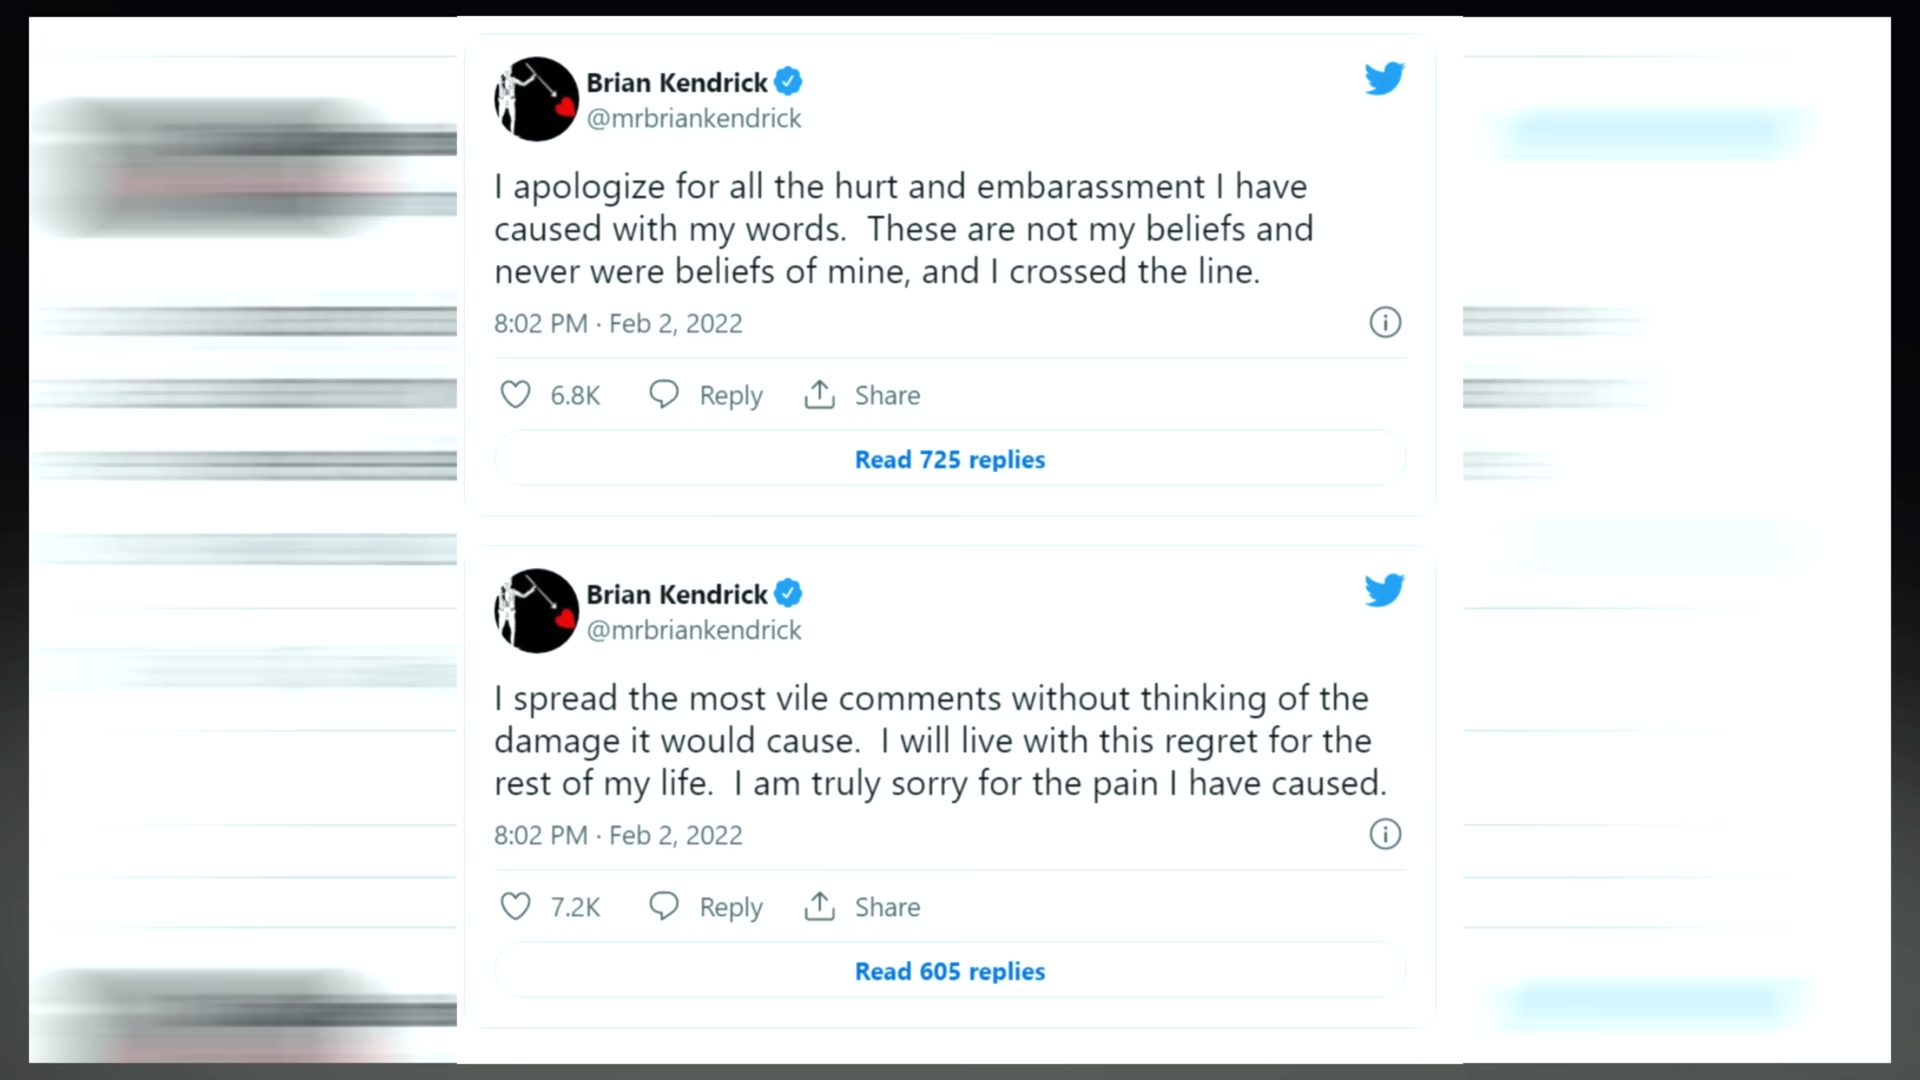 Brian Kendrick
@mrbriankendrick
I apologize for all the hurt and embarassment I have
caused with my words.  These are not my beliefs and
never were beliefs of mine, and I crossed the line.
8:02 PM · Feb 2, 2022
6.8K Reply Share
Read 725 replies
Brian Kendrick
@mrbriankendrick
I spread the most vile comments without thinking of the
damage it would cause.  I will live with this regret for the
rest of my life.  I am truly sorry for the pain I have caused.
8:02 PM · Feb 2, 2022
7.2K Reply Share
Read 605 replies